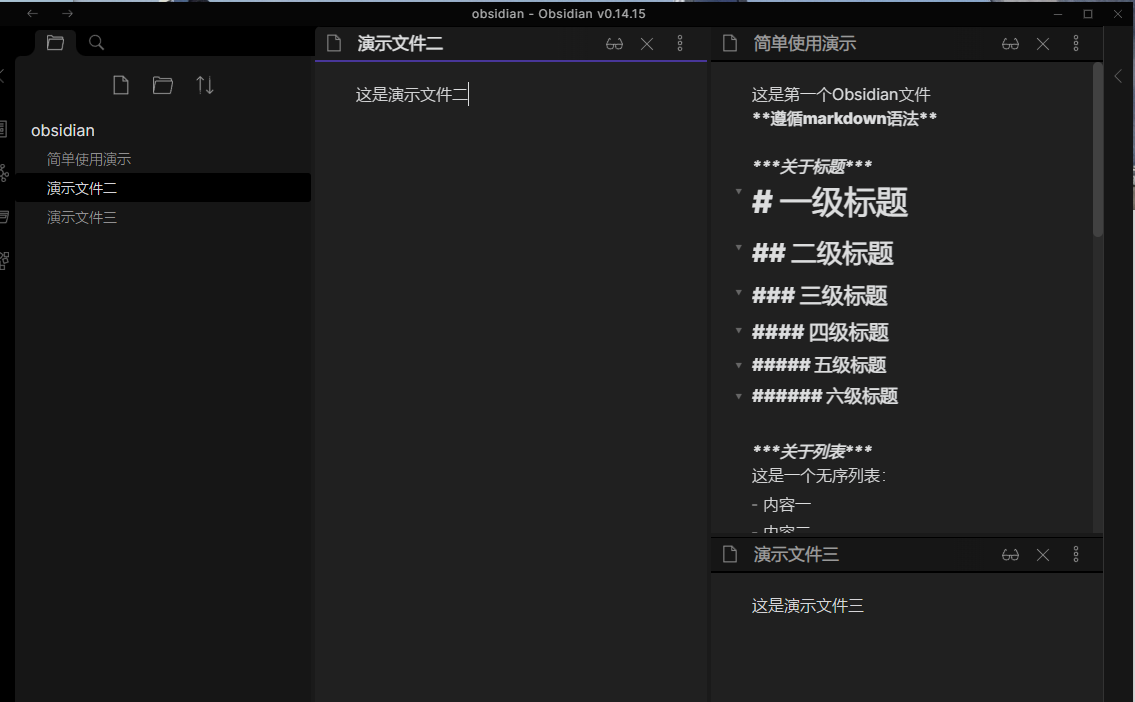 obsidian - Obsidian v0.14.15
obsidian
简单使用演示
演示文件二
演示文件三
演示文件二
这是演示文件二
简单使用演示
这是第一个Obsidian文件
**遵循markdown语法**
***关于标题***
# 一级标题
## 二级标题
### 三级标题
#### 四级标题
##### 五级标题
###### 六级标题
***关于列表***
这是一个无序列表：
- 内容一
演示文件三
这是演示文件三